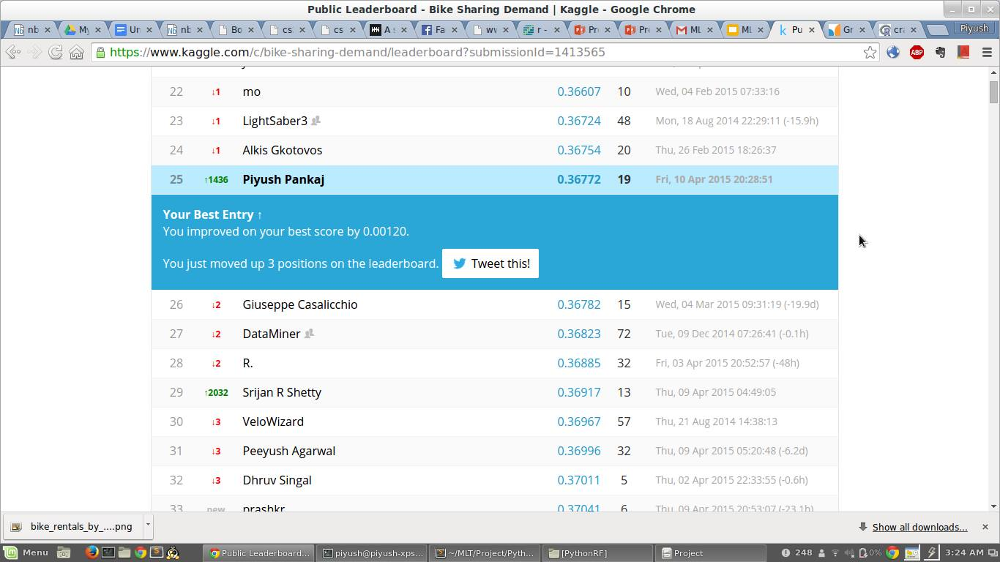 Public Leaderboard - Bike Sharing Demand | Kaggle - Google Chrome
nb My Un nb Bo cs cs A s Fa wv r - Pr Pr ML ML Pu Gr cra Piyush
https://www.kaggle.com/c/bike-sharing-demand/leaderboard?submissionId=1413565 ABP
22 ↓1 mo 0.36607 10 Wed, 04 Feb 2015 07:33:16
23 ↓1 LightSaber3 0.36724 48 Mon, 18 Aug 2014 22:29:11 (-15.9h)
24 ↓1 Alkis Gkotovos 0.36754 20 Thu, 26 Feb 2015 18:26:37
25 ↑1436 Piyush Pankaj 0.36772 19 Fri, 10 Apr 2015 20:28:51
Your Best Entry ↑
You improved on your best score by 0.00120.
You just moved up 3 positions on the leaderboard. Tweet this!
26 ↓2 Giuseppe Casalicchio 0.36782 15 Wed, 04 Mar 2015 09:31:19 (-19.9d)
27 ↓2 DataMiner 0.36823 72 Tue, 09 Dec 2014 07:26:41 (-0.1h)
28 ↓2 R. 0.36885 32 Fri, 03 Apr 2015 20:52:57 (-48h)
29 ↑2032 Srijan R Shetty 0.36917 13 Thu, 09 Apr 2015 04:49:05
30 ↓3 VeloWizard 0.36967 57 Thu, 21 Aug 2014 14:38:13
31 ↓3 Peeyush Agarwal 0.36996 32 Thu, 09 Apr 2015 05:20:48 (-6.2d)
32 ↓3 Dhruv Singal 0.37011 5 Thu, 02 Apr 2015 22:33:55 (-0.6h)
33 new prashkr 0.37041 6 Thu, 09 Apr 2015 20:53:07 (-23.1h)
bike_rentals_by_....png Show all downloads...
Menu Public Leaderboard... piyush@piyush-xps... ~/MLT/Project/Pyth... [PythonRF] Project 248 0% 3:24 AM